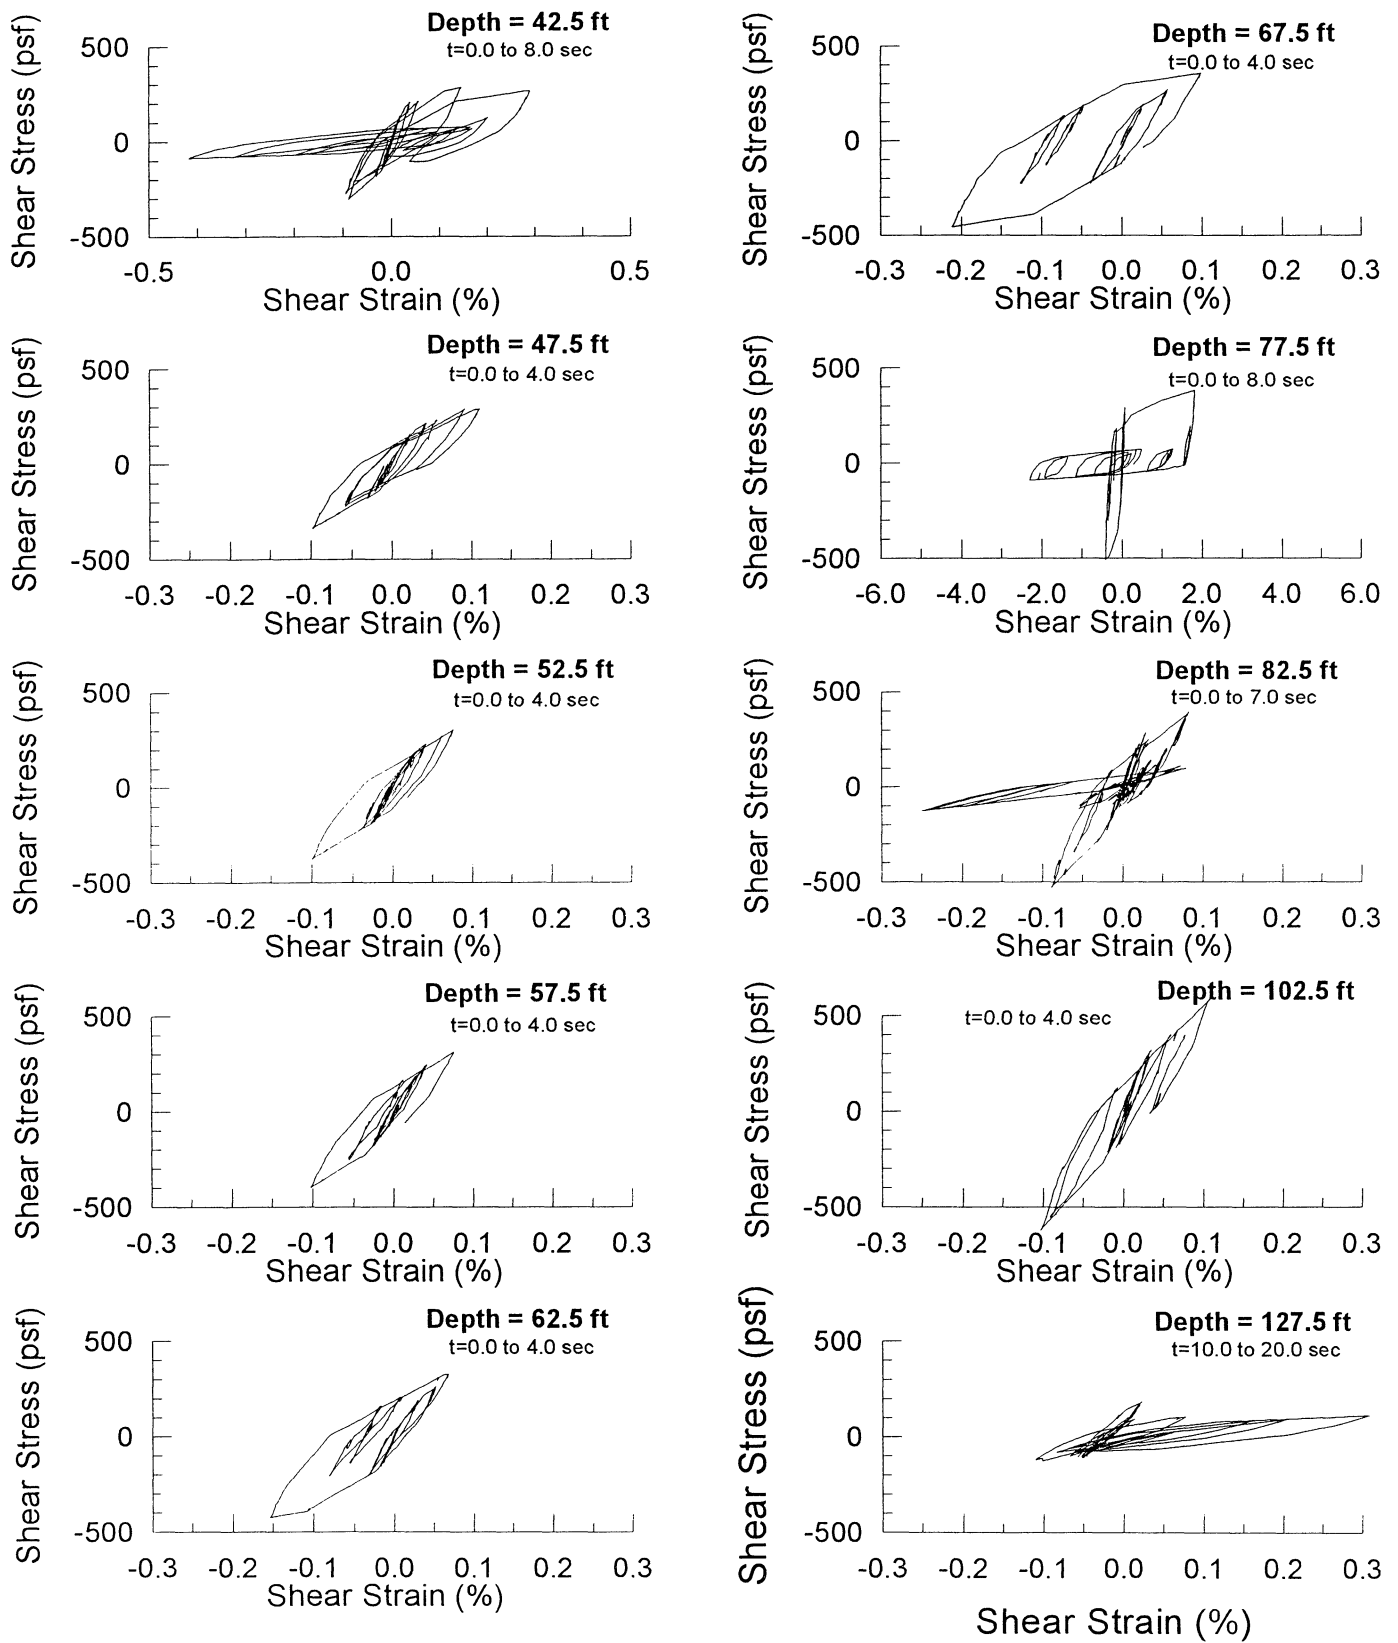 Depth = 42.5 ft
t=0.0 to 8.0 sec
Shear Stress (psf)
500
0
-500
-0.5 0.0 0.5
Shear Strain (%)
Depth = 47.5 ft
t=0.0 to 4.0 sec
Shear Stress (psf)
500
0
-500
-0.3 -0.2 -0.1 0.0 0.1 0.2 0.3
Shear Strain (%)
Depth = 52.5 ft
t=0.0 to 4.0 sec
Shear Stress (psf)
500
0
-500
-0.3 -0.2 -0.1 0.0 0.1 0.2 0.3
Shear Strain (%)
Depth = 57.5 ft
t=0.0 to 4.0 sec
Shear Stress (psf)
500
0
-500
-0.3 -0.2 -0.1 0.0 0.1 0.2 0.3
Shear Strain (%)
Depth = 62.5 ft
t=0.0 to 4.0 sec
Shear Stress (psf)
500
0
-500
-0.3 -0.2 -0.1 0.0 0.1 0.2 0.3
Shear Strain (%)
Depth = 67.5 ft
t=0.0 to 4.0 sec
Shear Stress (psf)
500
0
-500
-0.3 -0.2 -0.1 0.0 0.1 0.2 0.3
Shear Strain (%)
Depth = 77.5 ft
t=0.0 to 8.0 sec
Shear Stress (psf)
500
0
-500
-6.0 -4.0 -2.0 0.0 2.0 4.0 6.0
Shear Strain (%)
Depth = 82.5 ft
t=0.0 to 7.0 sec
Shear Stress (psf)
500
0
-500
-0.3 -0.2 -0.1 0.0 0.1 0.2 0.3
Shear Strain (%)
Depth = 102.5 ft
t=0.0 to 4.0 sec
Shear Stress (psf)
500
0
-500
-0.3 -0.2 -0.1 0.0 0.1 0.2 0.3
Shear Strain (%)
Depth = 127.5 ft
t=10.0 to 20.0 sec
Shear Stress (psf)
500
0
-500
-0.3 -0.2 -0.1 0.0 0.1 0.2 0.3
Shear Strain (%)